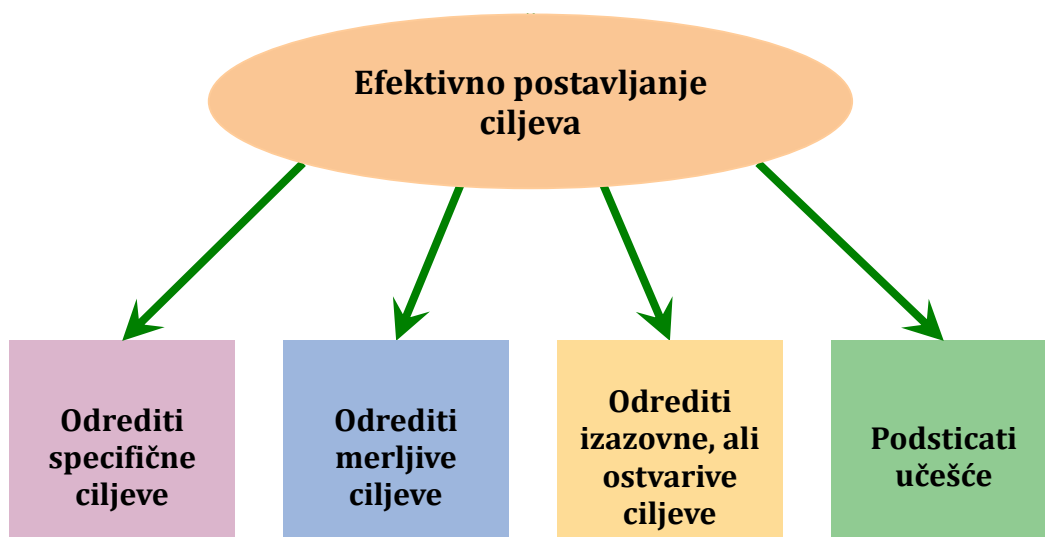 Efektivno postavljanje
ciljeva
Odrediti
specifične
ciljeve
Odrediti
merljive
ciljeve
Odrediti
izazovne, ali
ostvarive
ciljeve
Podsticati
učešće